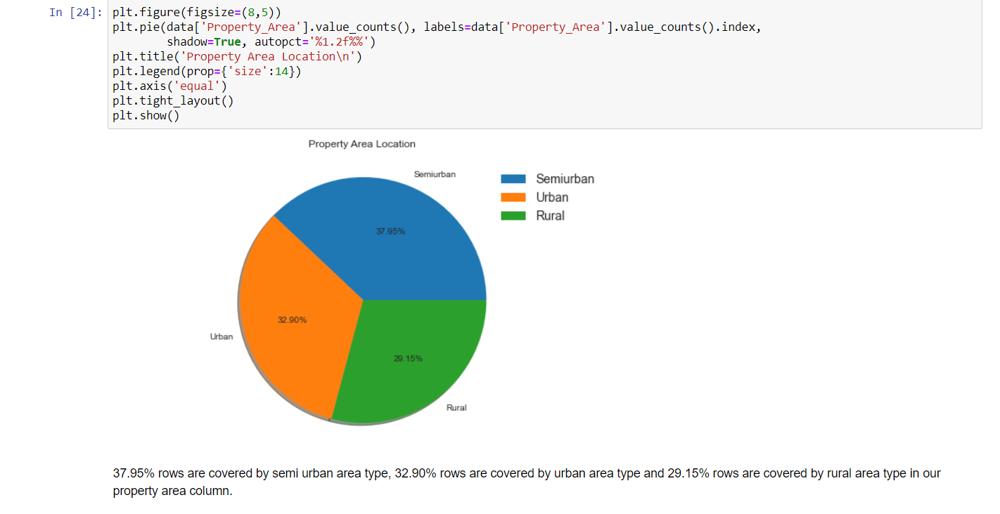 In [24]: plt.figure(figsize=(8,5))
plt.pie(data['Property_Area'].value_counts(), labels=data['Property_Area'].value_counts().index,
        shadow=True, autopct='%1.2f%%')
plt.title('Property Area Location\n')
plt.legend(prop={'size':14})
plt.axis('equal')
plt.tight_layout()
plt.show()
Property Area Location
Semiurban
Semiurban
Urban
Rural
37.95%
32.90%
Urban
29.15%
Rural
37.95% rows are covered by semi urban area type, 32.90% rows are covered by urban area type and 29.15% rows are covered by rural area type in our
property area column.